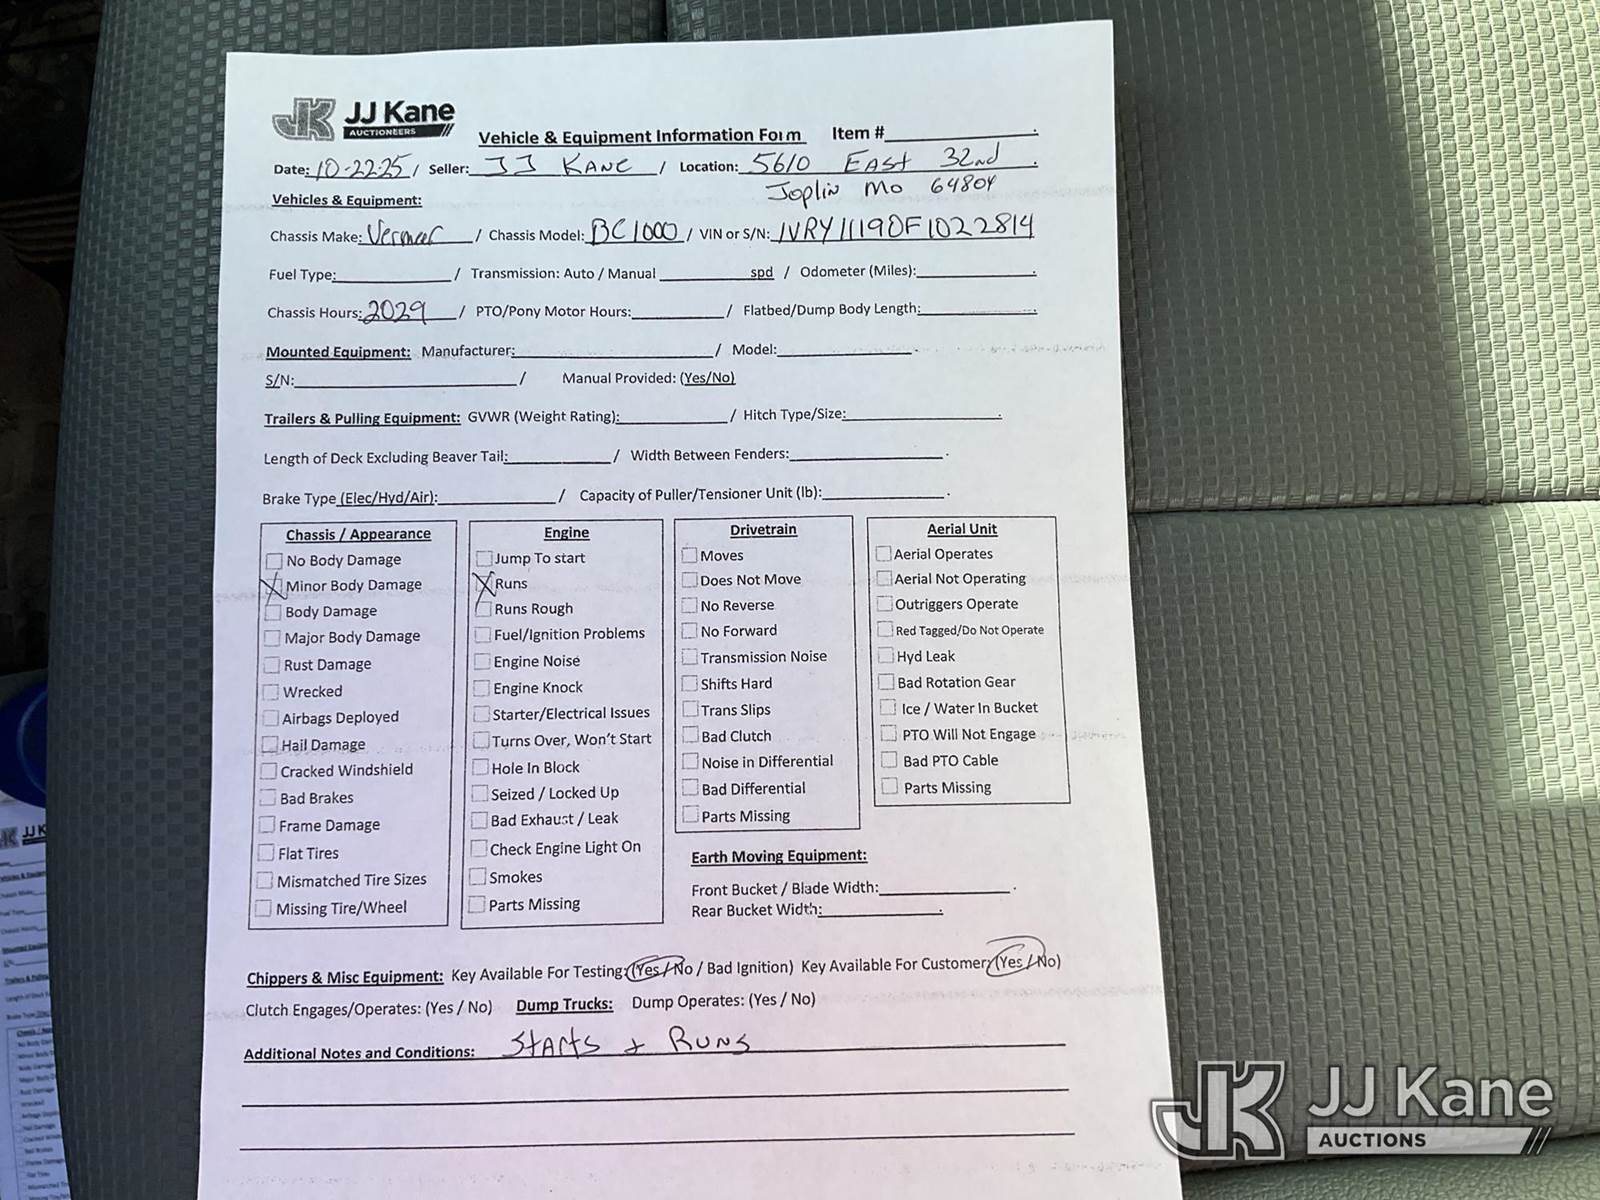 JJ Kane
AUCTIONEERS
Vehicle & Equipment Information Form Item #
Date: 10-22-25 / Seller: JJ KANE / Location: 5610 EAST 32nd
Joplin Mo 64804
Vehicles & Equipment:
Chassis Make: Vermeer / Chassis Model: BC1000 / VIN or S/N: 1VRY11190F1022814
Fuel Type: / Transmission: Auto / Manual spd / Odometer (Miles):
Chassis Hours: 2029 / PTO/Pony Motor Hours: / Flatbed/Dump Body Length:
Mounted Equipment: Manufacturer: / Model:
S/N: / Manual Provided: (Yes/No)
Trailers & Pulling Equipment: GVWR (Weight Rating): / Hitch Type/Size:
Length of Deck Excluding Beaver Tail: / Width Between Fenders:
Brake Type (Elec/Hyd/Air): / Capacity of Puller/Tensioner Unit (lb):
Chassis / Appearance
No Body Damage
Minor Body Damage
Body Damage
Major Body Damage
Rust Damage
Wrecked
Airbags Deployed
Hail Damage
Cracked Windshield
Bad Brakes
Frame Damage
Flat Tires
Mismatched Tire Sizes
Missing Tire/Wheel
Engine
Jump To start
Runs
Runs Rough
Fuel/Ignition Problems
Engine Noise
Engine Knock
Starter/Electrical Issues
Turns Over, Won't Start
Hole In Block
Seized / Locked Up
Bad Exhaust / Leak
Check Engine Light On
Smokes
Parts Missing
Drivetrain
Moves
Does Not Move
No Reverse
No Forward
Transmission Noise
Shifts Hard
Trans Slips
Bad Clutch
Noise in Differential
Bad Differential
Parts Missing
Aerial Unit
Aerial Operates
Aerial Not Operating
Outriggers Operate
Red Tagged/Do Not Operate
Hyd Leak
Bad Rotation Gear
Ice / Water In Bucket
PTO Will Not Engage
Bad PTO Cable
Parts Missing
Earth Moving Equipment:
Front Bucket / Blade Width:
Rear Bucket Width:
Chippers & Misc Equipment: Key Available For Testing: (Yes / No / Bad Ignition) Key Available For Customer: (Yes / No)
Clutch Engages/Operates: (Yes / No) Dump Trucks: Dump Operates: (Yes / No)
Additional Notes and Conditions: Starts + Runs
JJ Kane
AUCTIONS